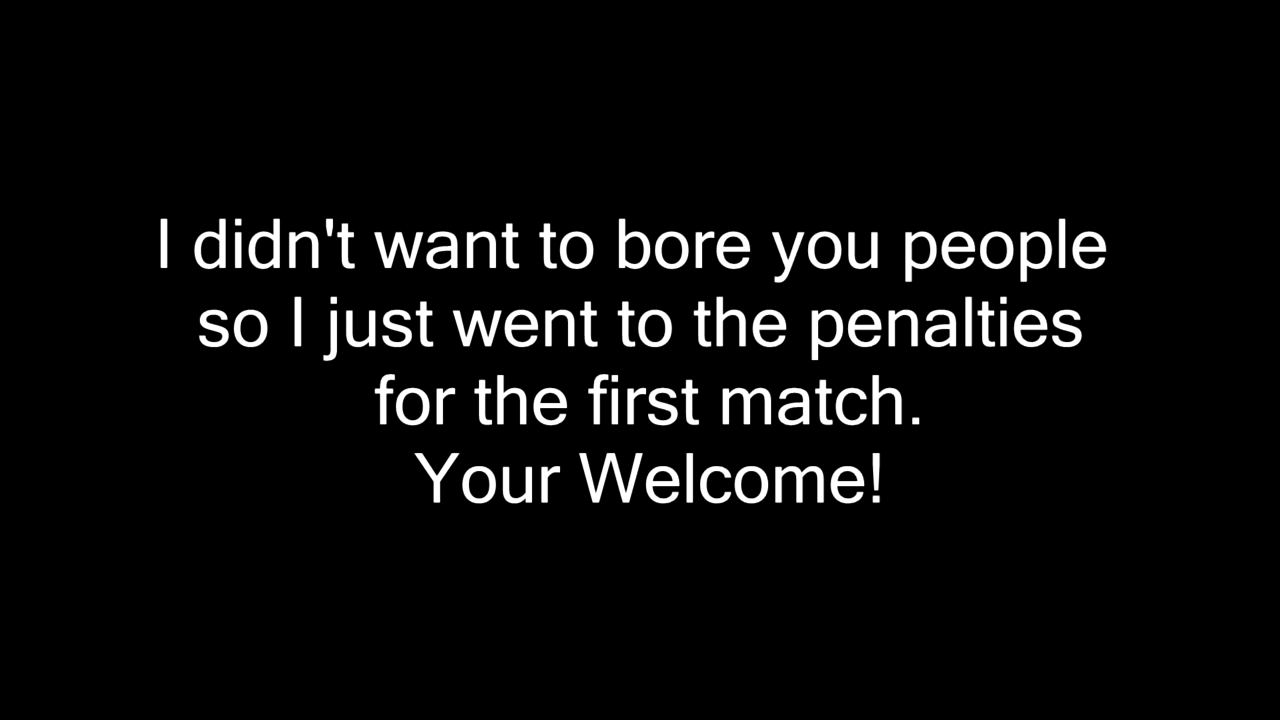 I didn't want to bore you people
so I just went to the penalties
for the first match.
Your Welcome!